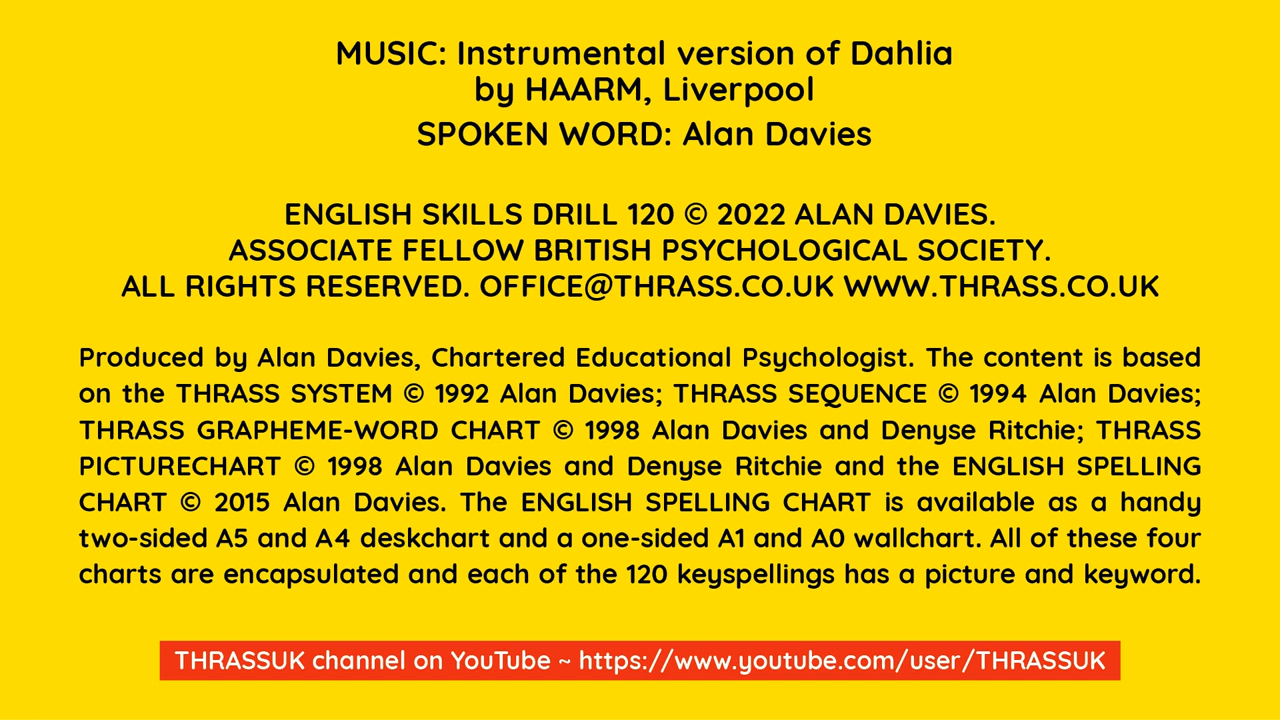 MUSIC: Instrumental version of Dahlia
by HAARM, Liverpool
SPOKEN WORD: Alan Davies
ENGLISH SKILLS DRILL 120 © 2022 ALAN DAVIES.
ASSOCIATE FELLOW BRITISH PSYCHOLOGICAL SOCIETY.
ALL RIGHTS RESERVED. OFFICE@THRASS.CO.UK WWW.THRASS.CO.UK
Produced by Alan Davies, Chartered Educational Psychologist. The content is based
on the THRASS SYSTEM © 1992 Alan Davies; THRASS SEQUENCE © 1994 Alan Davies;
THRASS GRAPHEME-WORD CHART © 1998 Alan Davies and Denyse Ritchie; THRASS
PICTURECHART © 1998 Alan Davies and Denyse Ritchie and the ENGLISH SPELLING
CHART © 2015 Alan Davies. The ENGLISH SPELLING CHART is available as a handy
two-sided A5 and A4 deskchart and a one-sided A1 and A0 wallchart. All of these four
charts are encapsulated and each of the 120 keyspellings has a picture and keyword.
THRASSUK channel on YouTube ~ https://www.youtube.com/user/THRASSUK